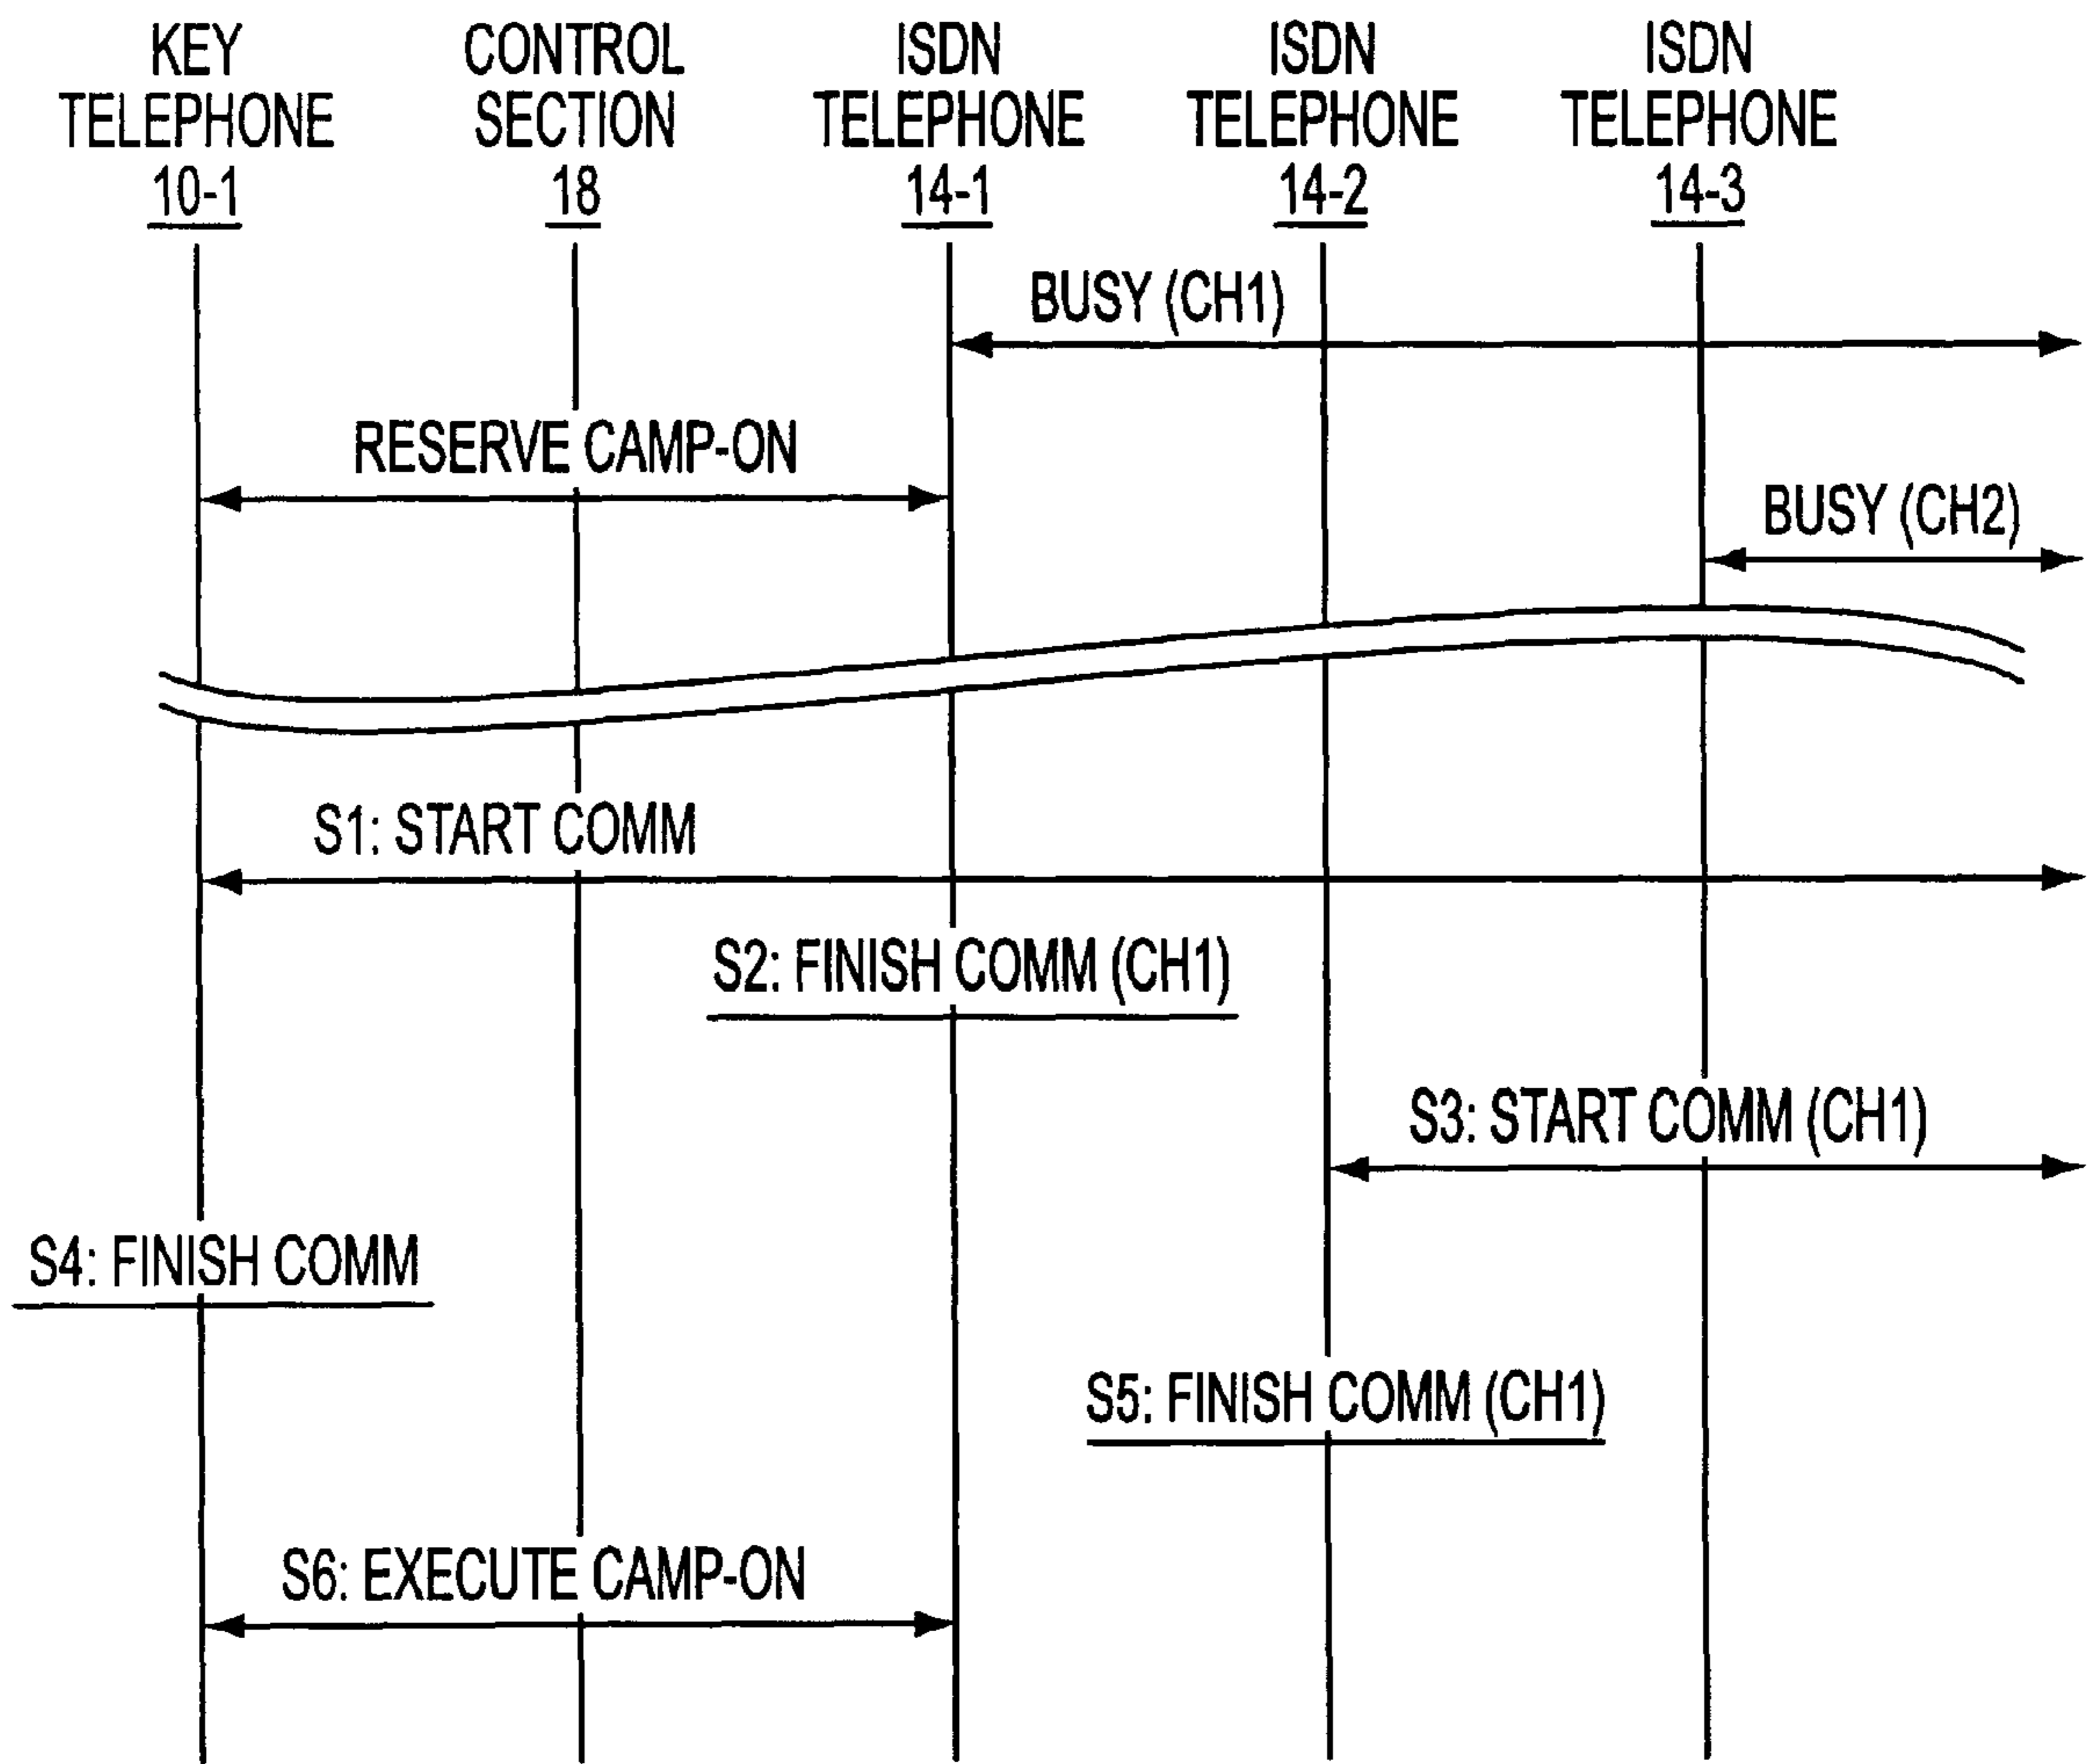 KEY
TELEPHONE
10-1
CONTROL
SECTION
18
ISDN
TELEPHONE
14-1
ISDN
TELEPHONE
14-2
ISDN
TELEPHONE
14-3
BUSY (CH1)
RESERVE CAMP-ON
BUSY (CH2)
S1: START COMM
S2: FINISH COMM (CH1)
S3: START COMM (CH1)
S4: FINISH COMM
S5: FINISH COMM (CH1)
S6: EXECUTE CAMP-ON